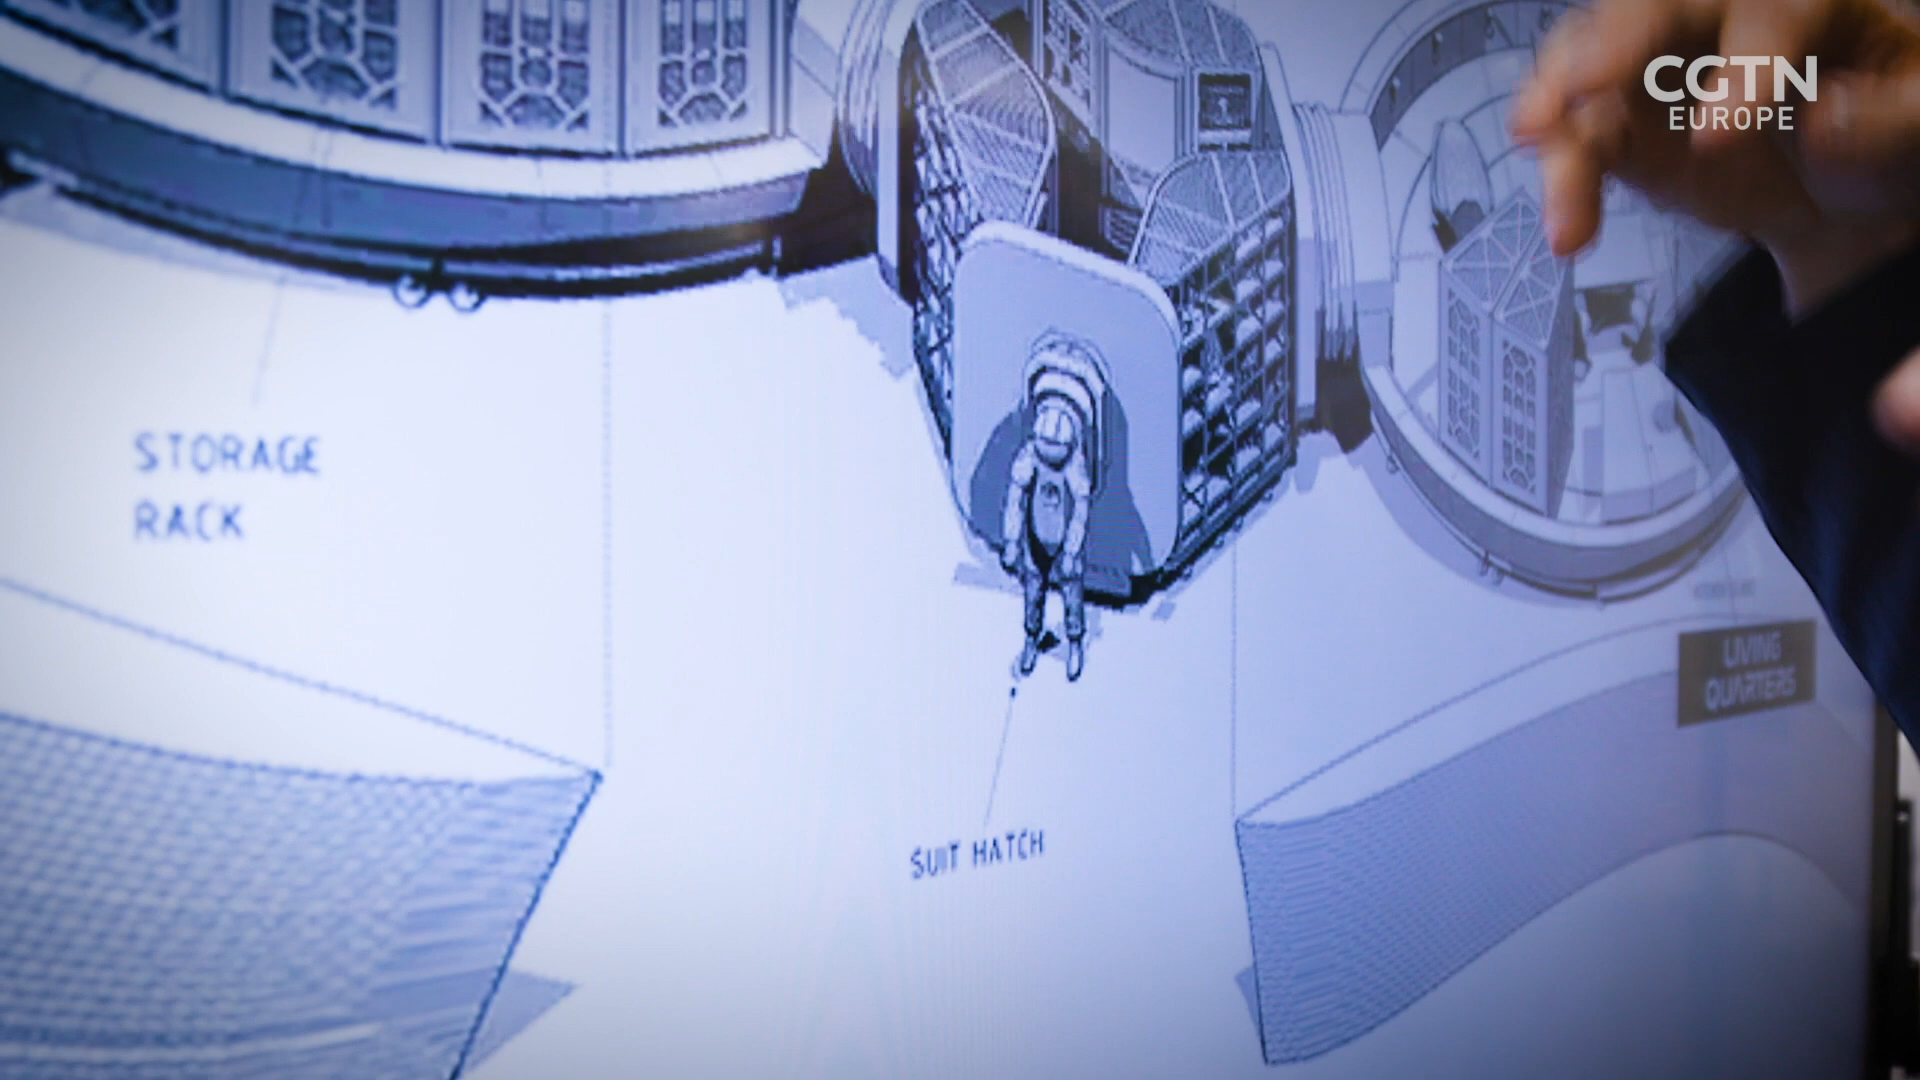 CGTN
EUROPE
STORAGE
RACK
LIVING
QUARTERS
SUIT HATCH